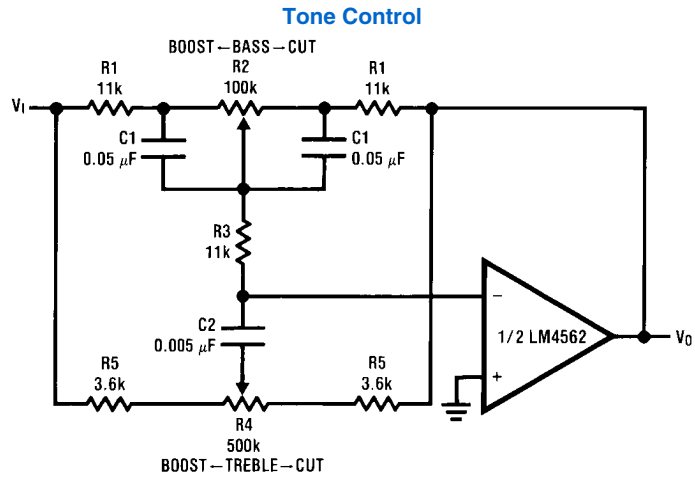 Tone Control
BOOST ← BASS → CUT
R1
11k
R2
100k
R1
11k
VI
C1
0.05 μF
C1
0.05 μF
R3
11k
C2
0.005 μF
−
1/2 LM4562
+
VO
R5
3.6k
R5
3.6k
R4
500k
BOOST ← TREBLE → CUT